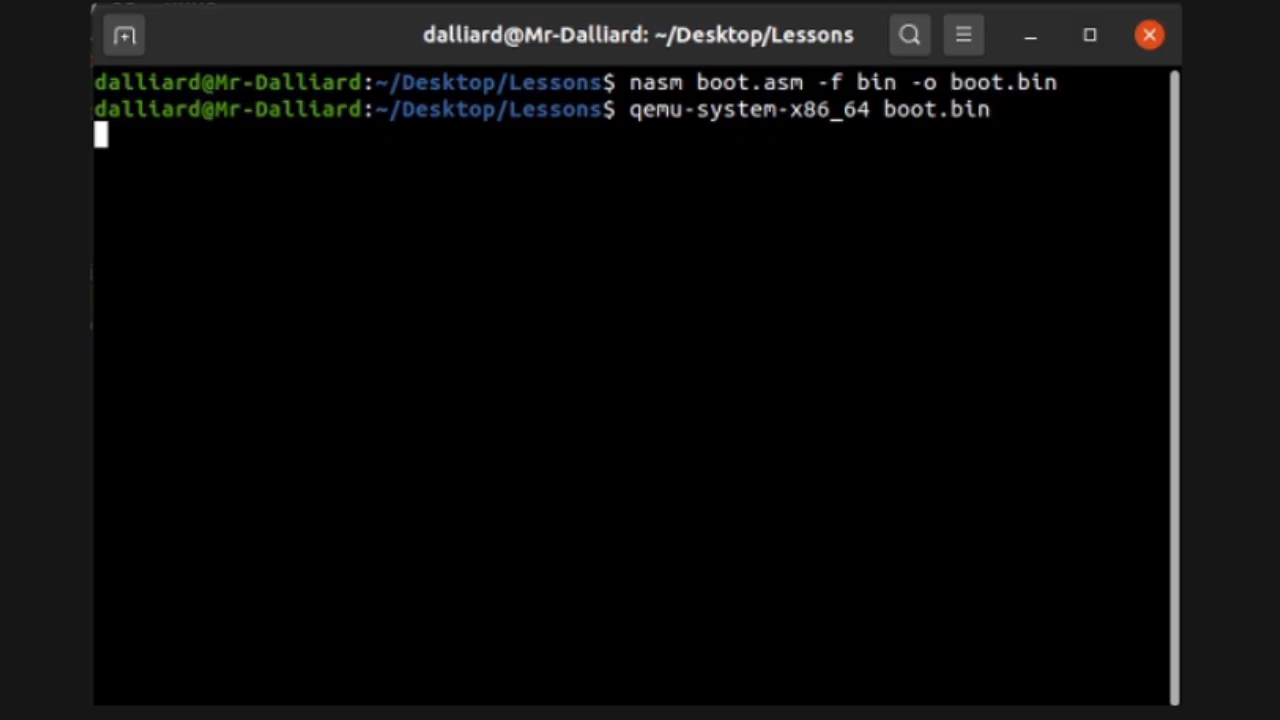 dalliard@Mr-Dalliard: ~/Desktop/Lessons
dalliard@Mr-Dalliard:~/Desktop/Lessons$ nasm boot.asm -f bin -o boot.bin
dalliard@Mr-Dalliard:~/Desktop/Lessons$ qemu-system-x86_64 boot.bin